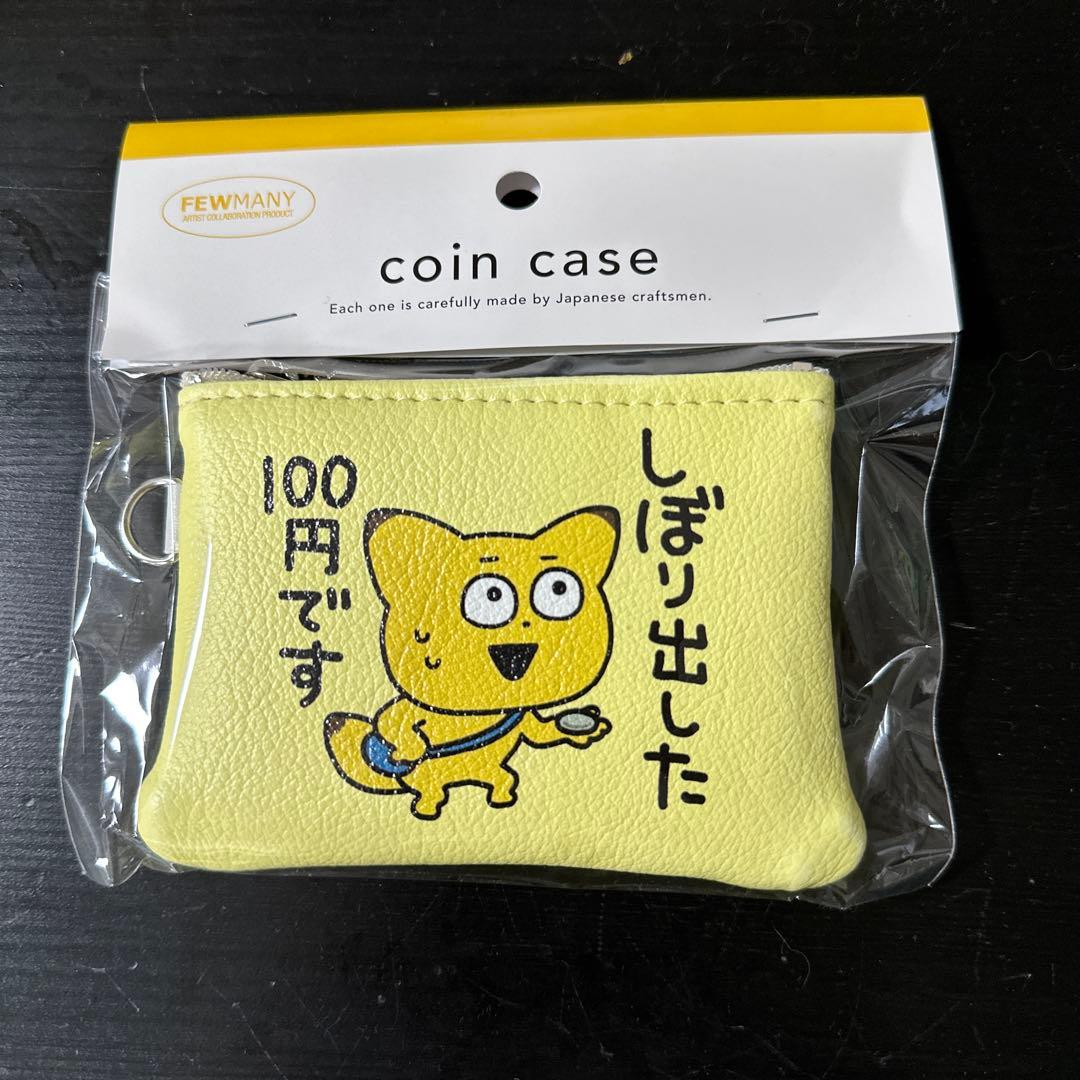 FEWMANY
ARTIST COLLABORATION PRODUCT
coin case
Each one is carefully made by Japanese craftsmen.
しぼり出した
100円です